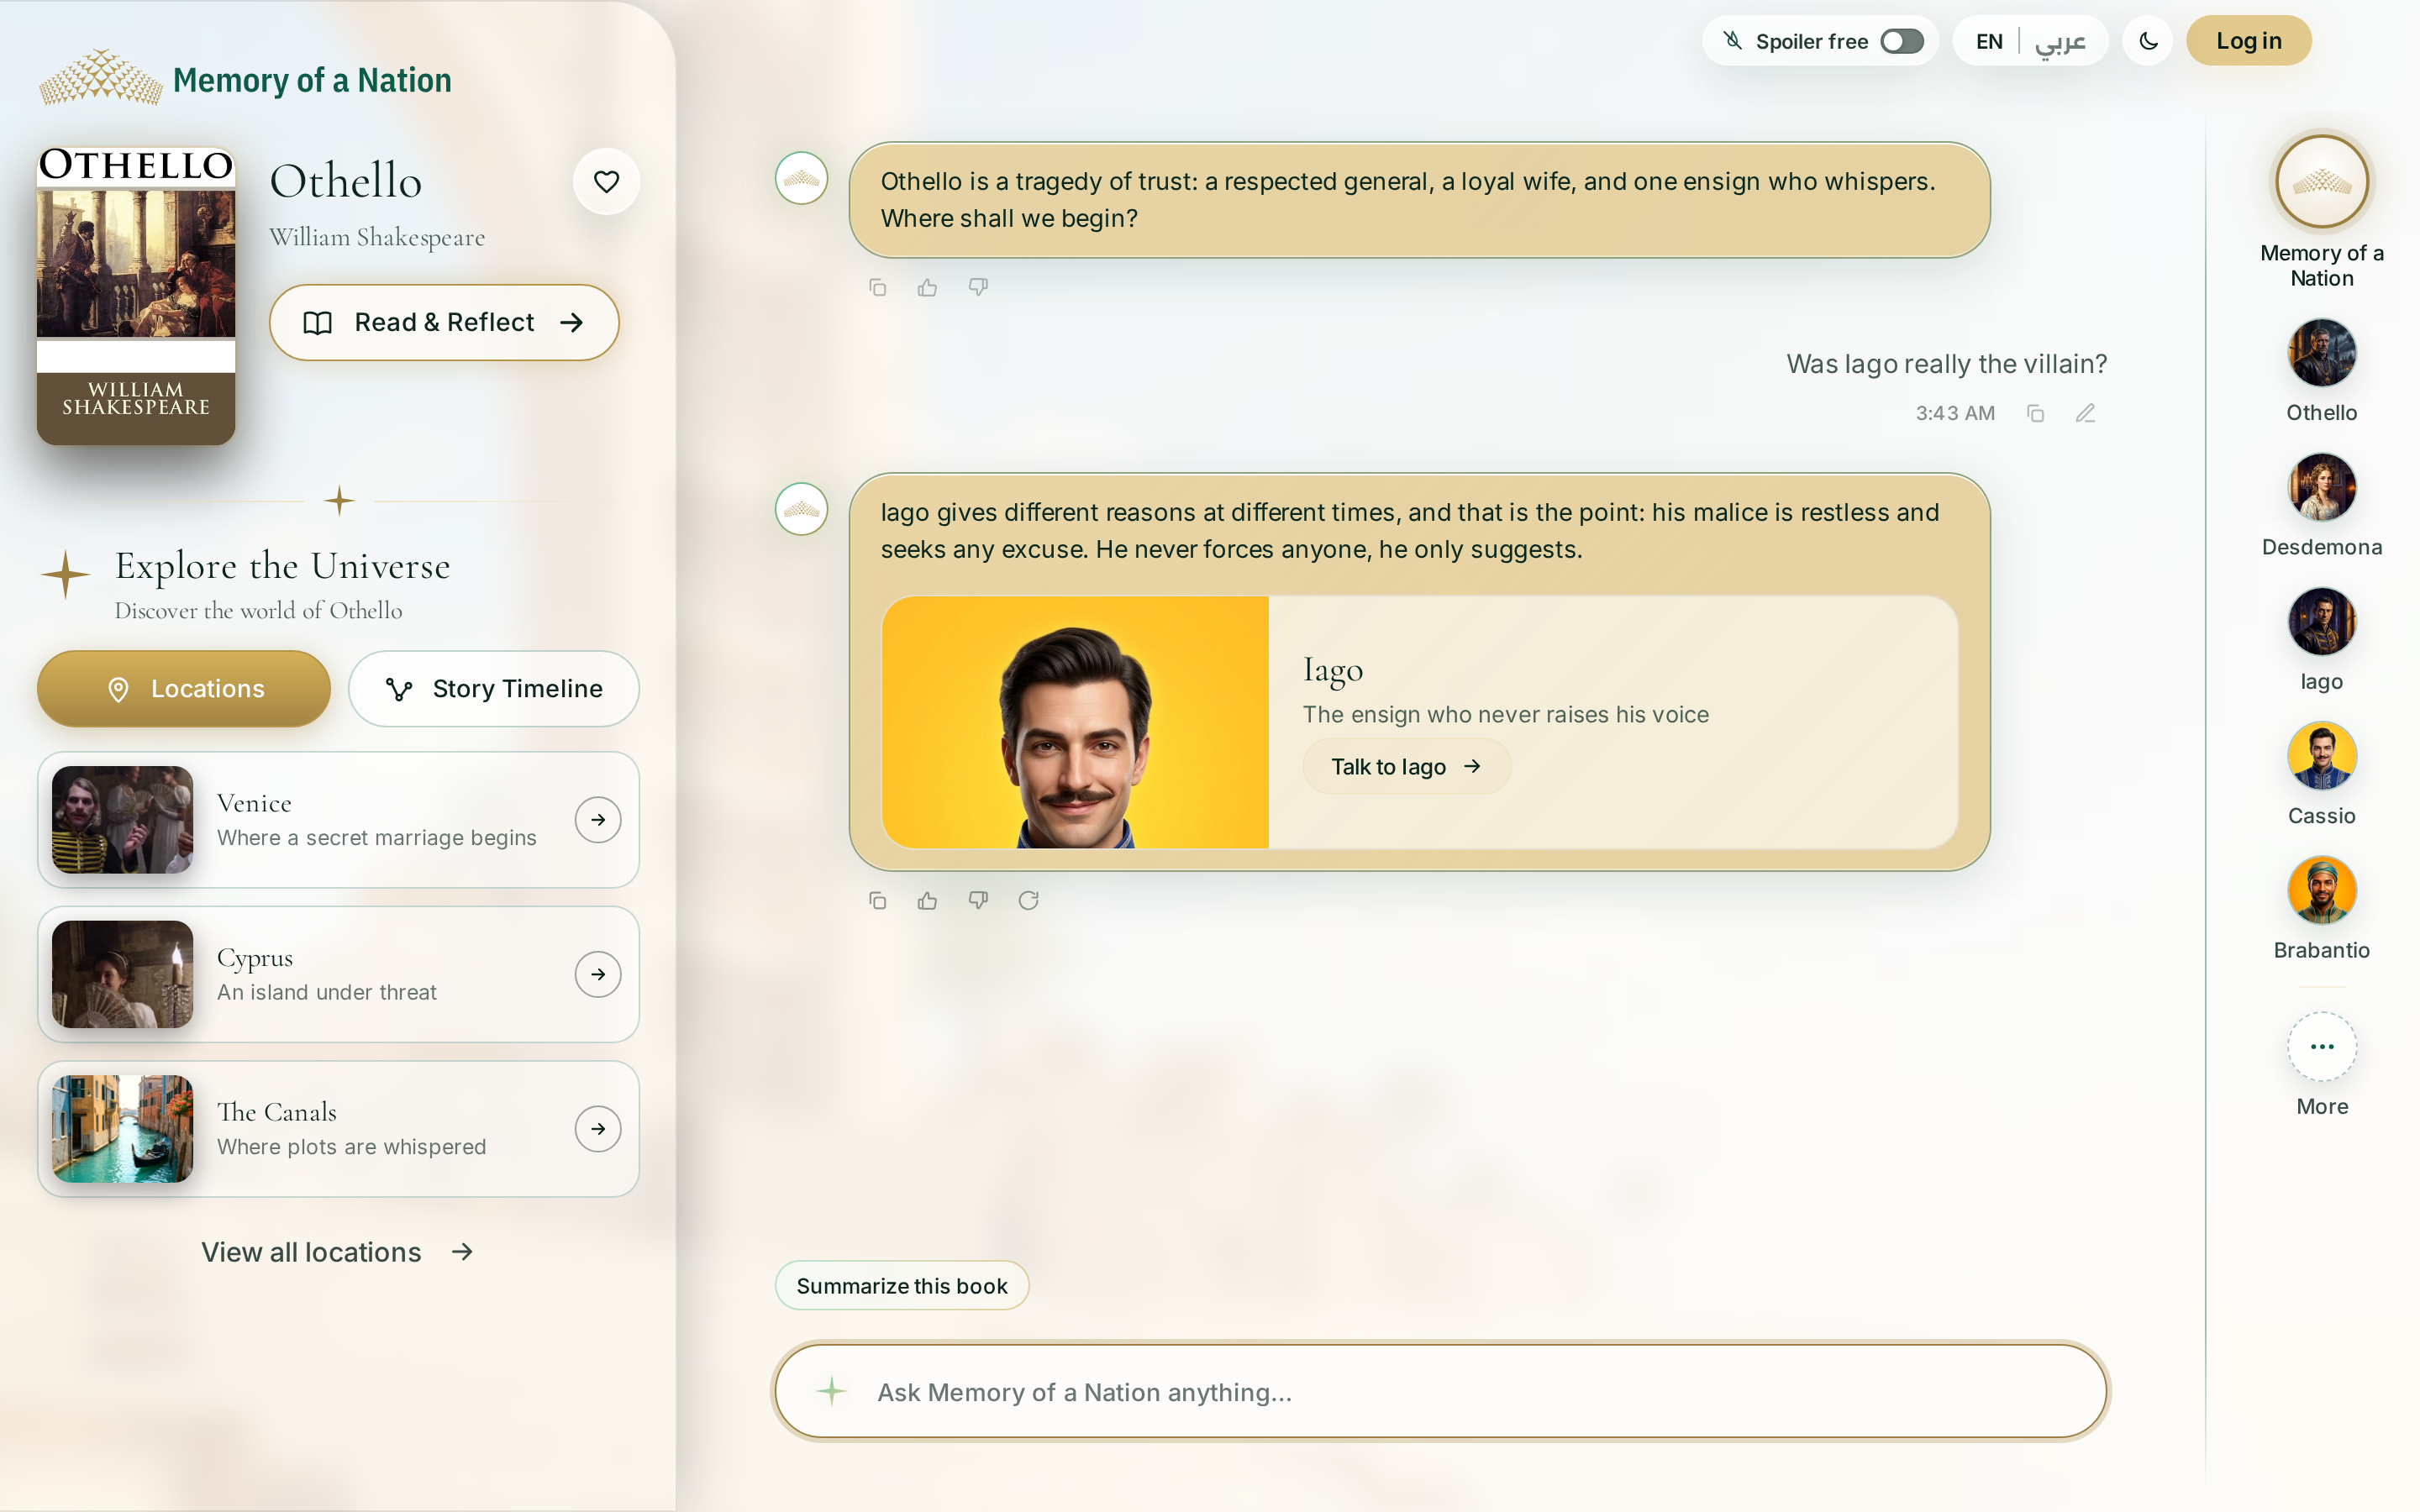 Memory of a Nation
OTHELLO
WILLIAM
SHAKESPEARE
Othello
William Shakespeare
Read & Reflect
Explore the Universe
Discover the world of Othello
Locations
Story Timeline
Venice
Where a secret marriage begins
Cyprus
An island under threat
The Canals
Where plots are whispered
View all locations
Spoiler free
EN
عربي
Log in
Othello is a tragedy of trust: a respected general, a loyal wife, and one ensign who whispers.
Where shall we begin?
Was Iago really the villain?
3:43 AM
Iago gives different reasons at different times, and that is the point: his malice is restless and
seeks any excuse. He never forces anyone, he only suggests.
Iago
The ensign who never raises his voice
Talk to Iago
Summarize this book
Ask Memory of a Nation anything...
Memory of a
Nation
Othello
Desdemona
Iago
Cassio
Brabantio
More